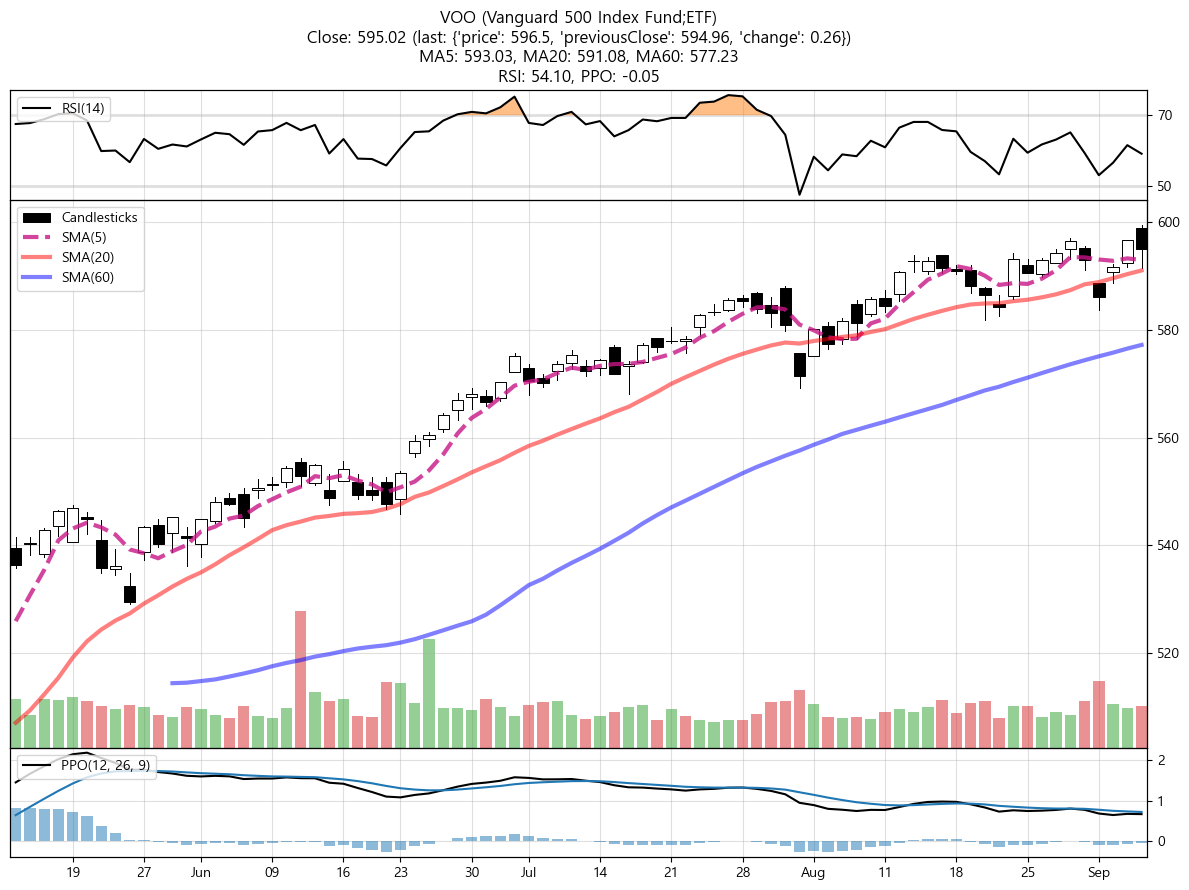 VOO (Vanguard 500 Index Fund;ETF)
Close: 595.02 (last: {'price': 596.5, 'previousClose': 594.96, 'change': 0.26})
MA5: 593.03, MA20: 591.08, MA60: 577.23
RSI: 54.10, PPO: -0.05
RSI(14)
70
50
Candlesticks
SMA(5)
SMA(20)
SMA(60)
600
580
560
540
520
PPO(12, 26, 9)
2
1
0
19 27 Jun 09 16 23 Jul 14 21 28 Aug 11 18 25 Sep